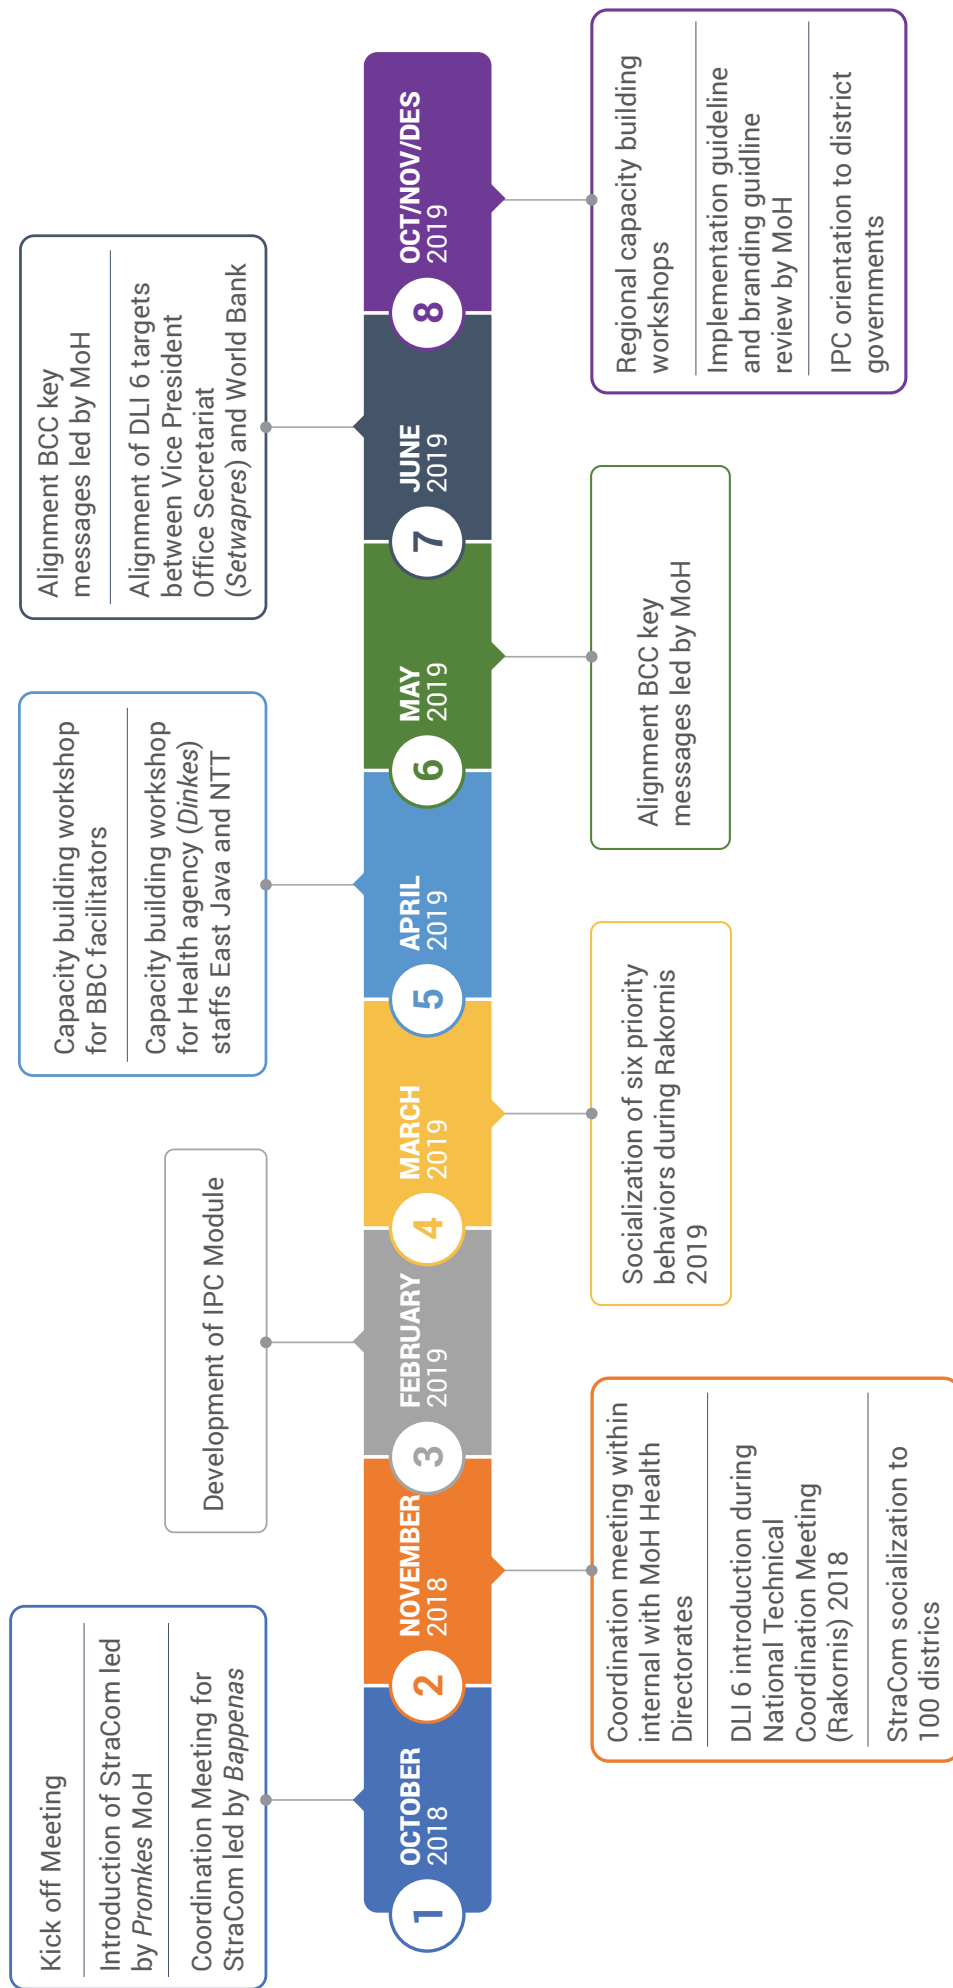 Kick off Meeting
Introduction of StraCom led
by Promkes MoH
Coordination Meeting for
StraCom led by Bappenas
1
OCTOBER
2018
2
NOVEMBER
2018
Coordination meeting within
internal with MoH Health
Directorates
DLI 6 introduction during
National Technical
Coordination Meeting
(Rakornis) 2018
StraCom socialization to
100 districs
Development of IPC Module
3
FEBRUARY
2019
4
MARCH
2019
Socialization of six priority
behaviors during Rakornis
2019
Capacity building workshop
for BBC facilitators
Capacity building workshop
for Health agency (Dinkes)
staffs East Java and NTT
5
APRIL
2019
6
MAY
2019
Alignment BCC key
messages led by MoH
Alignment BCC key
messages led by MoH
Alignment of DLI 6 targets
between Vice President
Office Secretariat
(Setwapres) and World Bank
7
JUNE
2019
8
OCT/NOV/DES
2019
Regional capacity building
workshops
Implementation guideline
and branding guidline
review by MoH
IPC orientation to district
governments